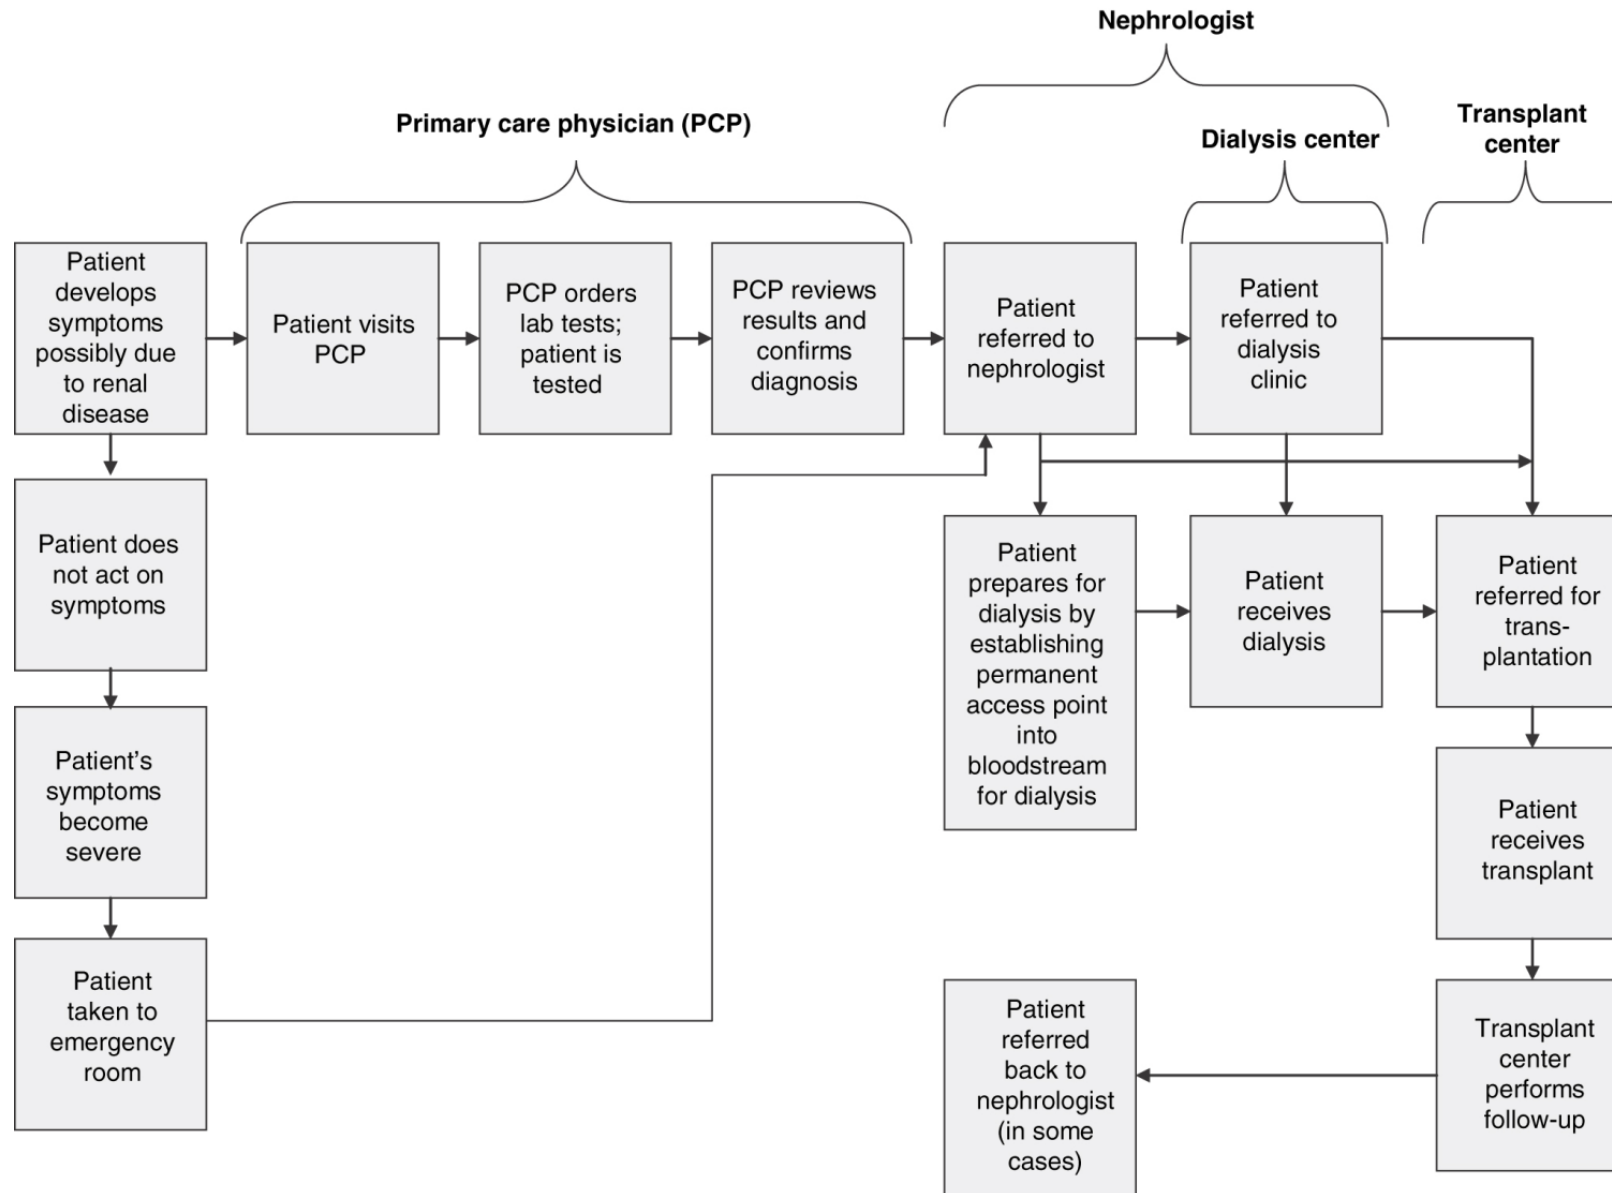 Nephrologist
Primary care physician (PCP)
Dialysis center
Transplant
center
Patient
develops
symptoms
possibly due
to renal
disease
Patient visits
PCP
PCP orders
lab tests;
patient is
tested
PCP reviews
results and
confirms
diagnosis
Patient
referred to
nephrologist
Patient
referred to
dialysis
clinic
Patient does
not act on
symptoms
Patient
prepares for
dialysis by
establishing
permanent
access point
into
bloodstream
for dialysis
Patient
receives
dialysis
Patient
referred for
trans-
plantation
Patient’s
symptoms
become
severe
Patient
receives
transplant
Patient
taken to
emergency
room
Patient
referred
back to
nephrologist
(in some
cases)
Transplant
center
performs
follow-up